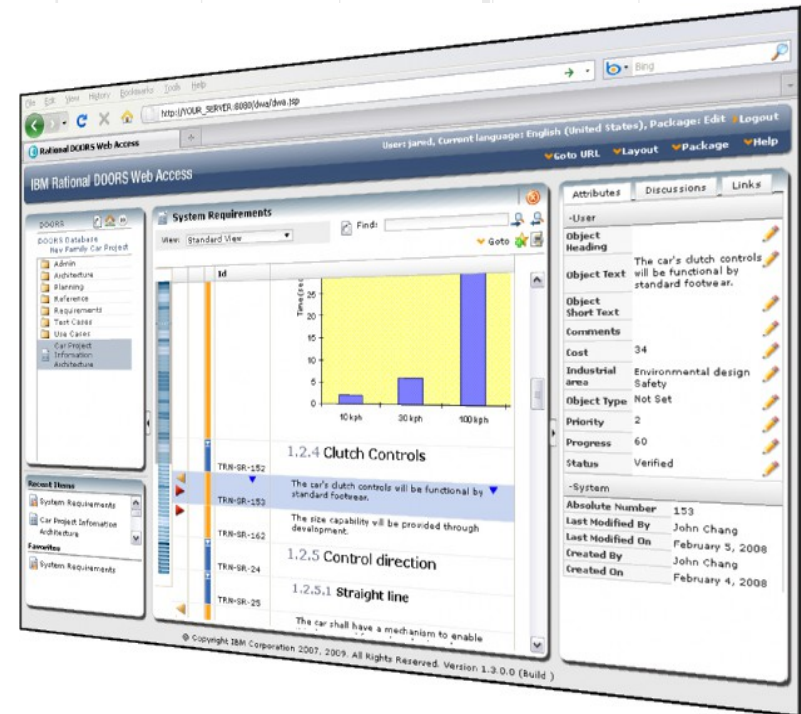 File Edit View History Bookmarks Tools Help
Bing
http://YOUR_SERVER:8080/dwa/dwa.jsp
Rational DOORS Web Access
User: jared, Current language: English (United States), Package: Edit Logout
IBM Rational DOORS Web Access
Goto URL Layout Package Help
DOORS
DOORS Database
New Family Car Project
Admin
Architecture
Planning
Reference
Requirements
Test Cases
Use Cases
Car Project
Information
Architecture
Recent Items
System Requirements
Car Project Infomation
Architecture
Favorites
System Requirements
System Requirements
Find:
View: Standard View
Goto
Id
Time(sec
25
20
15
10
5
0
10 kph 30 kph 100 kph
1.2.4 Clutch Controls
TRN-SR-152
The car's clutch controls will be functional by
standard footwear.
TRN-SR-153
The size capability will be provided through
development.
TRN-SR-162
1.2.5 Control direction
TRN-SR-24
1.2.5.1 Straight line
TRN-SR-25
The car shall have a mechanism to enable
Attributes Discussions Links
-User
Object
Heading
Object Text The car's clutch controls
will be functional by
standard footwear.
Object
Short Text
Comments
Cost 34
Industrial
area Environmental design
Safety
Object Type Not Set
Priority 2
Progress 60
Status Verified
-System
Absolute Number 153
Last Modified By John Chang
Last Modified On February 5, 2008
Created By John Chang
Created On February 4, 2008
© Copyright IBM Corporation 2007, 2009. All Rights Reserved. Version 1.3.0.0 (Build )